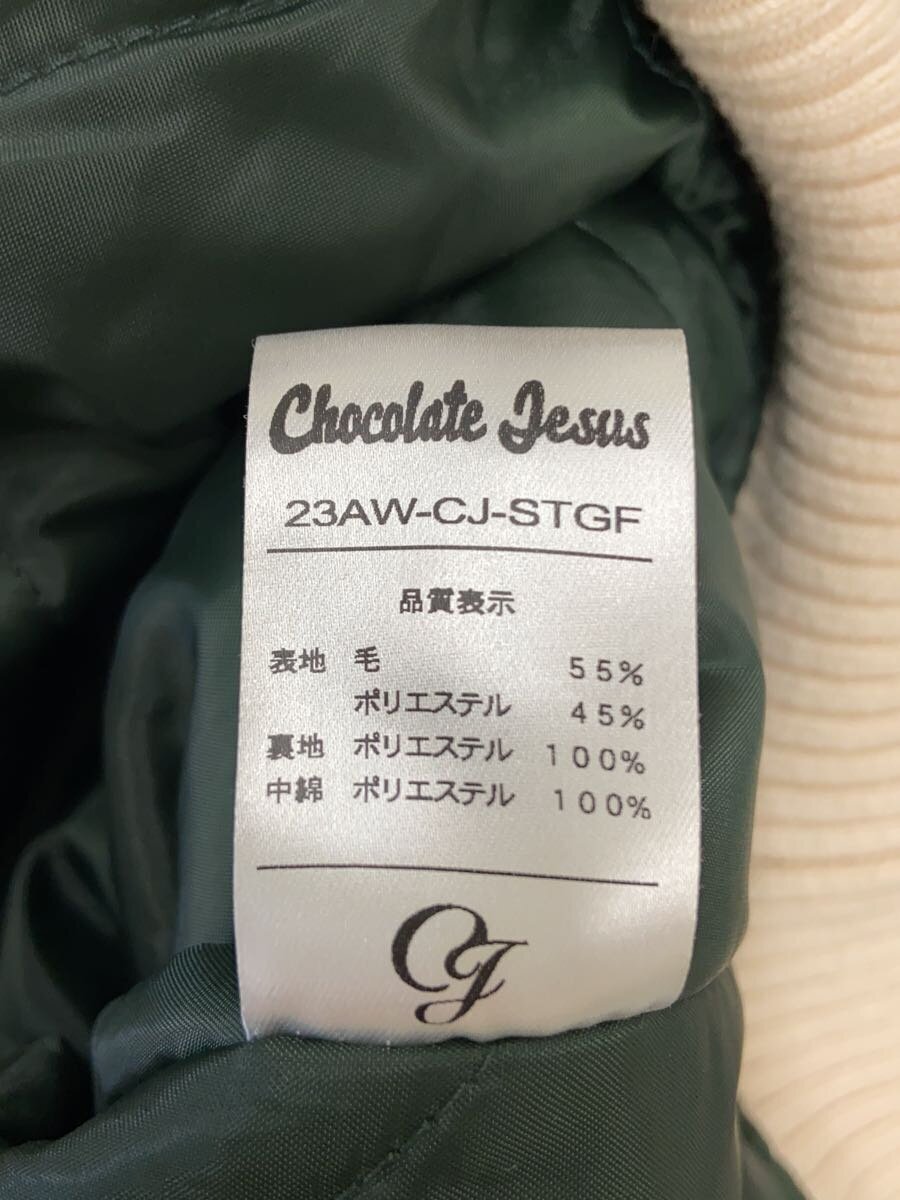 Chocolate Jesus
23AW-CJ-STGF
品質表示
表地 毛 55%
ポリエステル 45%
裏地 ポリエステル 100%
中綿 ポリエステル 100%
CJ